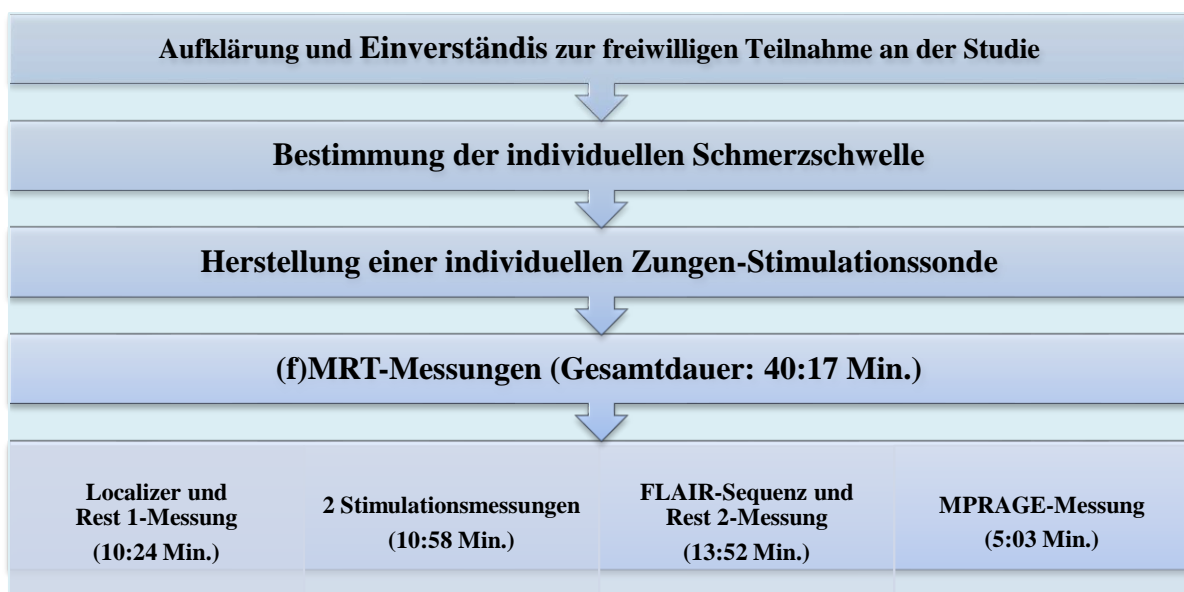 Aufklärung und Einverständis zur freiwilligen Teilnahme an der Studie
Bestimmung der individuellen Schmerzschwelle
Herstellung einer individuellen Zungen-Stimulationssonde
(f)MRT-Messungen (Gesamtdauer: 40:17 Min.)
Localizer und
Rest 1-Messung
(10:24 Min.)
2 Stimulationsmessungen
(10:58 Min.)
FLAIR-Sequenz und
Rest 2-Messung
(13:52 Min.)
MPRAGE-Messung
(5:03 Min.)